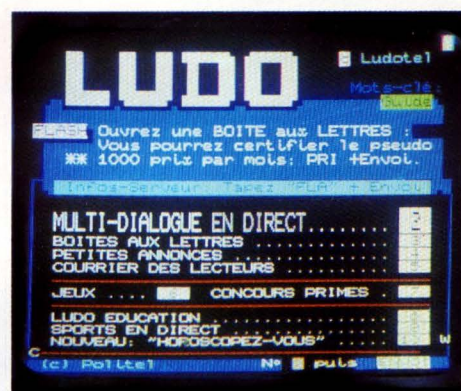 LUDO
Ludotel
Mots-clé:
Guide
FLASH Ouvrez une BOITE aux LETTRES :
Vous pourrez certifier le pseudo
** 1000 prix par mois: PRI +Envoi.
Infos-Serveur: Tapez "FLA" + Envoi
MULTI-DIALOGUE EN DIRECT........ 2
BOITES AUX LETTRES ................
PETITES ANNONCES ................
COURRIER DES LECTEURS .............
JEUX .... CONCOURS PRIMES .
LUDO EDUCATION ................
SPORTS EN DIRECT ................
NOUVEAU: "HOROSCOPEZ-VOUS" .....
(c) Politel N° puis